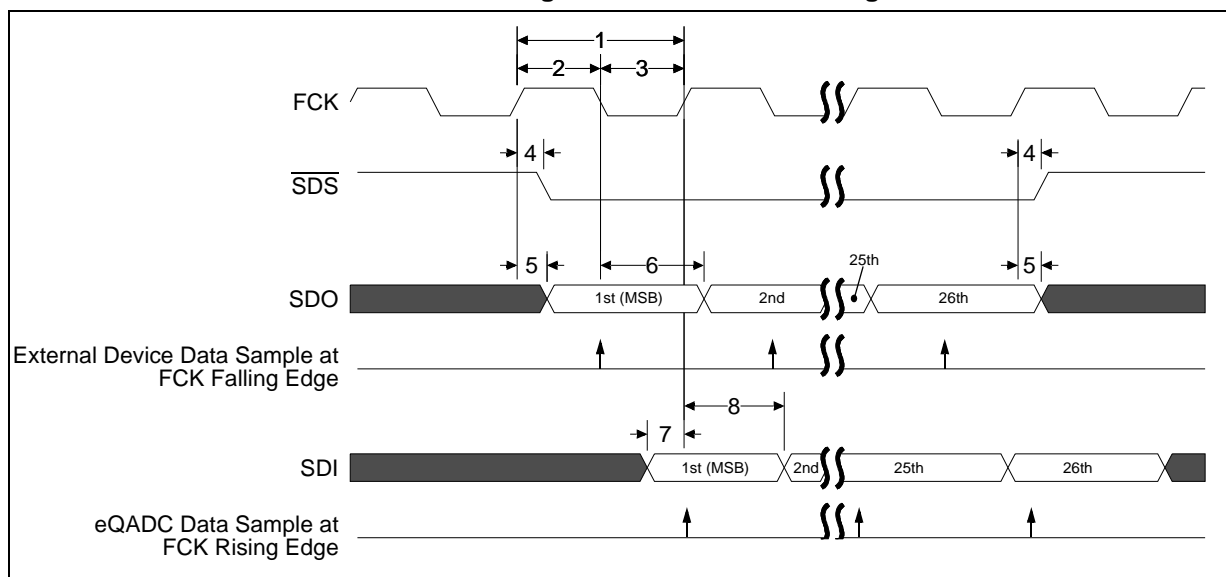 1
2 3
FCK
4 4
SDS
5 6 25th 5
SDO 1st (MSB) 2nd 26th
External Device Data Sample at
FCK Falling Edge
8
7
SDI 1st (MSB) 2nd 25th 26th
eQADC Data Sample at
FCK Rising Edge